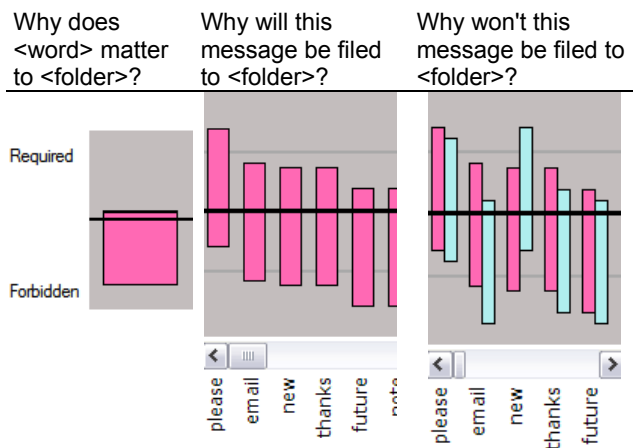 Why does
<word> matter
to <folder>?
Why will this
message be filed
to <folder>?
Why won't this
message be filed to
<folder>?
Required
Forbidden
please
email
new
thanks
future
note
please
email
new
thanks
future